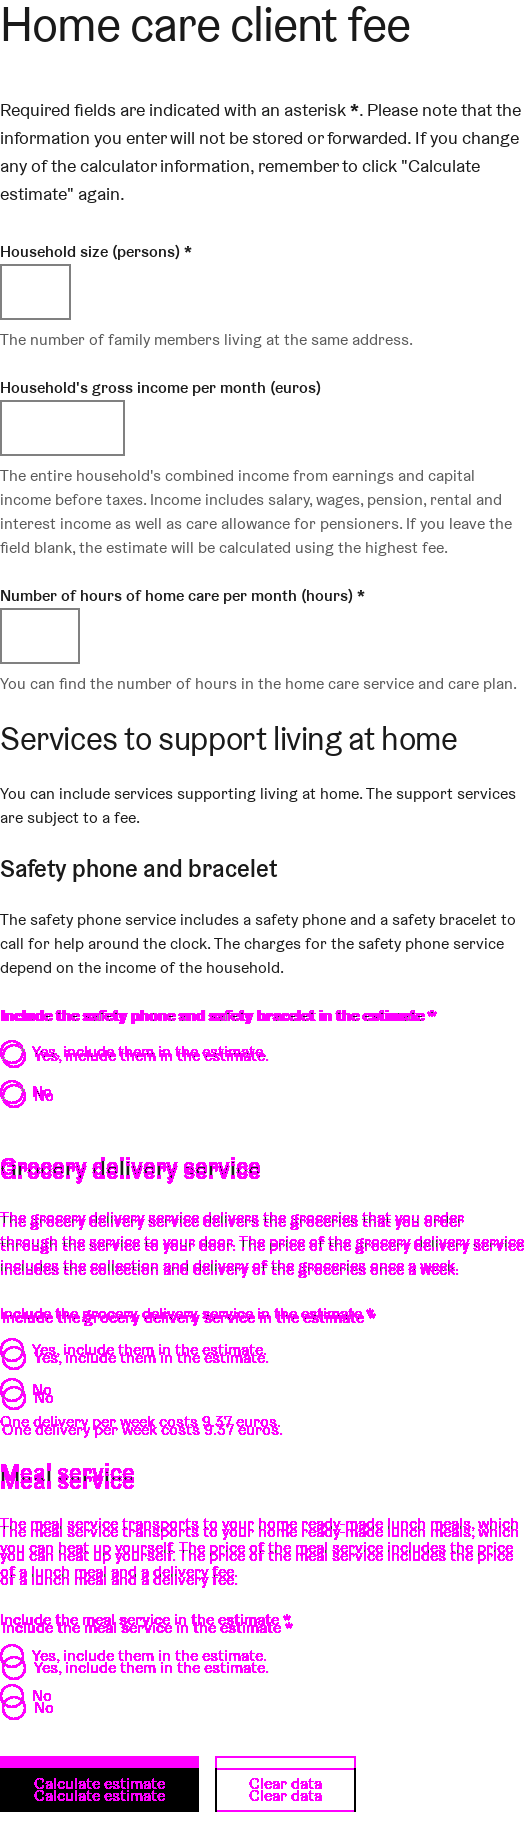 Home care client fee
Required fields are indicated with an asterisk *. Please note that the
information you enter will not be stored or forwarded. If you change
any of the calculator information, remember to click "Calculate
estimate" again.
Household size (persons) *
The number of family members living at the same address.
Household's gross income per month (euros)
The entire household's combined income from earnings and capital
income before taxes. Income includes salary, wages, pension, rental and
interest income as well as care allowance for pensioners. If you leave the
field blank, the estimate will be calculated using the highest fee.
Number of hours of home care per month (hours) *
You can find the number of hours in the home care service and care plan.
Services to support living at home
You can include services supporting living at home. The support services
are subject to a fee.
Safety phone and bracelet
The safety phone service includes a safety phone and a safety bracelet to
call for help around the clock. The charges for the safety phone service
depend on the income of the household.
Include the safety phone and safety bracelet in the estimate *
Yes, include them in the estimate.
No
Grocery delivery service
The grocery delivery service delivers the groceries that you order
through the service to your door. The price of the grocery delivery service
includes the collection and delivery of the groceries once a week.
Include the grocery delivery service in the estimate *
Yes, include them in the estimate.
No
One delivery per week costs 9.37 euros.
Meal service
The meal service transports to your home ready-made lunch meals, which
you can heat up yourself. The price of the meal service includes the price
of a lunch meal and a delivery fee.
Include the meal service in the estimate *
Yes, include them in the estimate.
Yes, include them in the estimate.
No
No
Calculate estimate Clear data
Calculate estimate Clear data